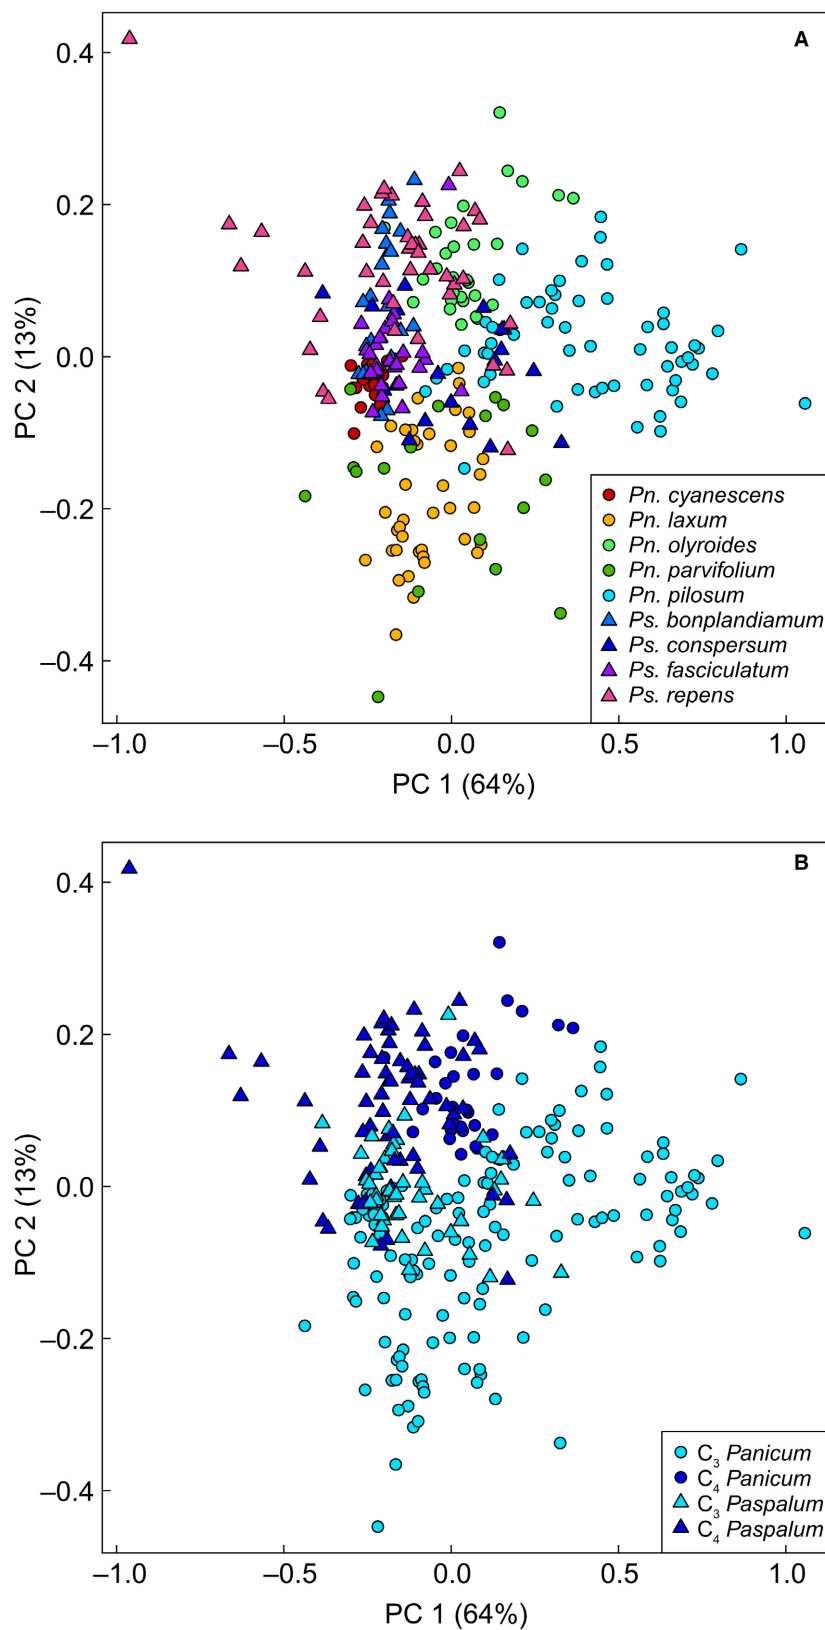 A
0.4
0.2
0.0
–0.2
–0.4
PC 2 (13%)
Pn. cyanescens
Pn. laxum
Pn. olyroides
Pn. parvifolium
Pn. pilosum
Ps. bonplandiamum
Ps. conspersum
Ps. fasciculatum
Ps. repens
–1.0 –0.5 0.0 0.5 1.0
PC 1 (64%)
B
0.4
0.2
0.0
–0.2
–0.4
PC 2 (13%)
C₃ Panicum
C₄ Panicum
C₃ Paspalum
C₄ Paspalum
–1.0 –0.5 0.0 0.5 1.0
PC 1 (64%)